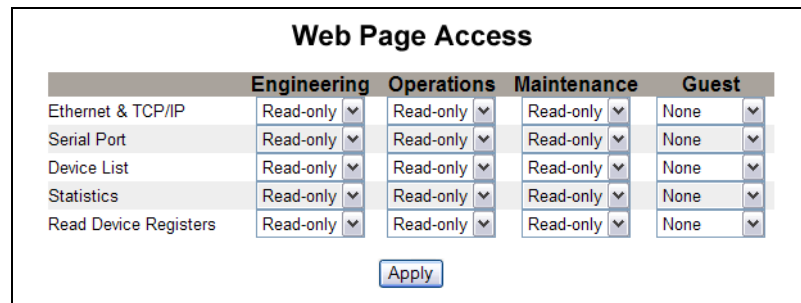 Web Page Access
Engineering Operations Maintenance Guest
Ethernet & TCP/IP Read-only Read-only Read-only None
Serial Port Read-only Read-only Read-only None
Device List Read-only Read-only Read-only None
Statistics Read-only Read-only Read-only None
Read Device Registers Read-only Read-only Read-only None
Apply